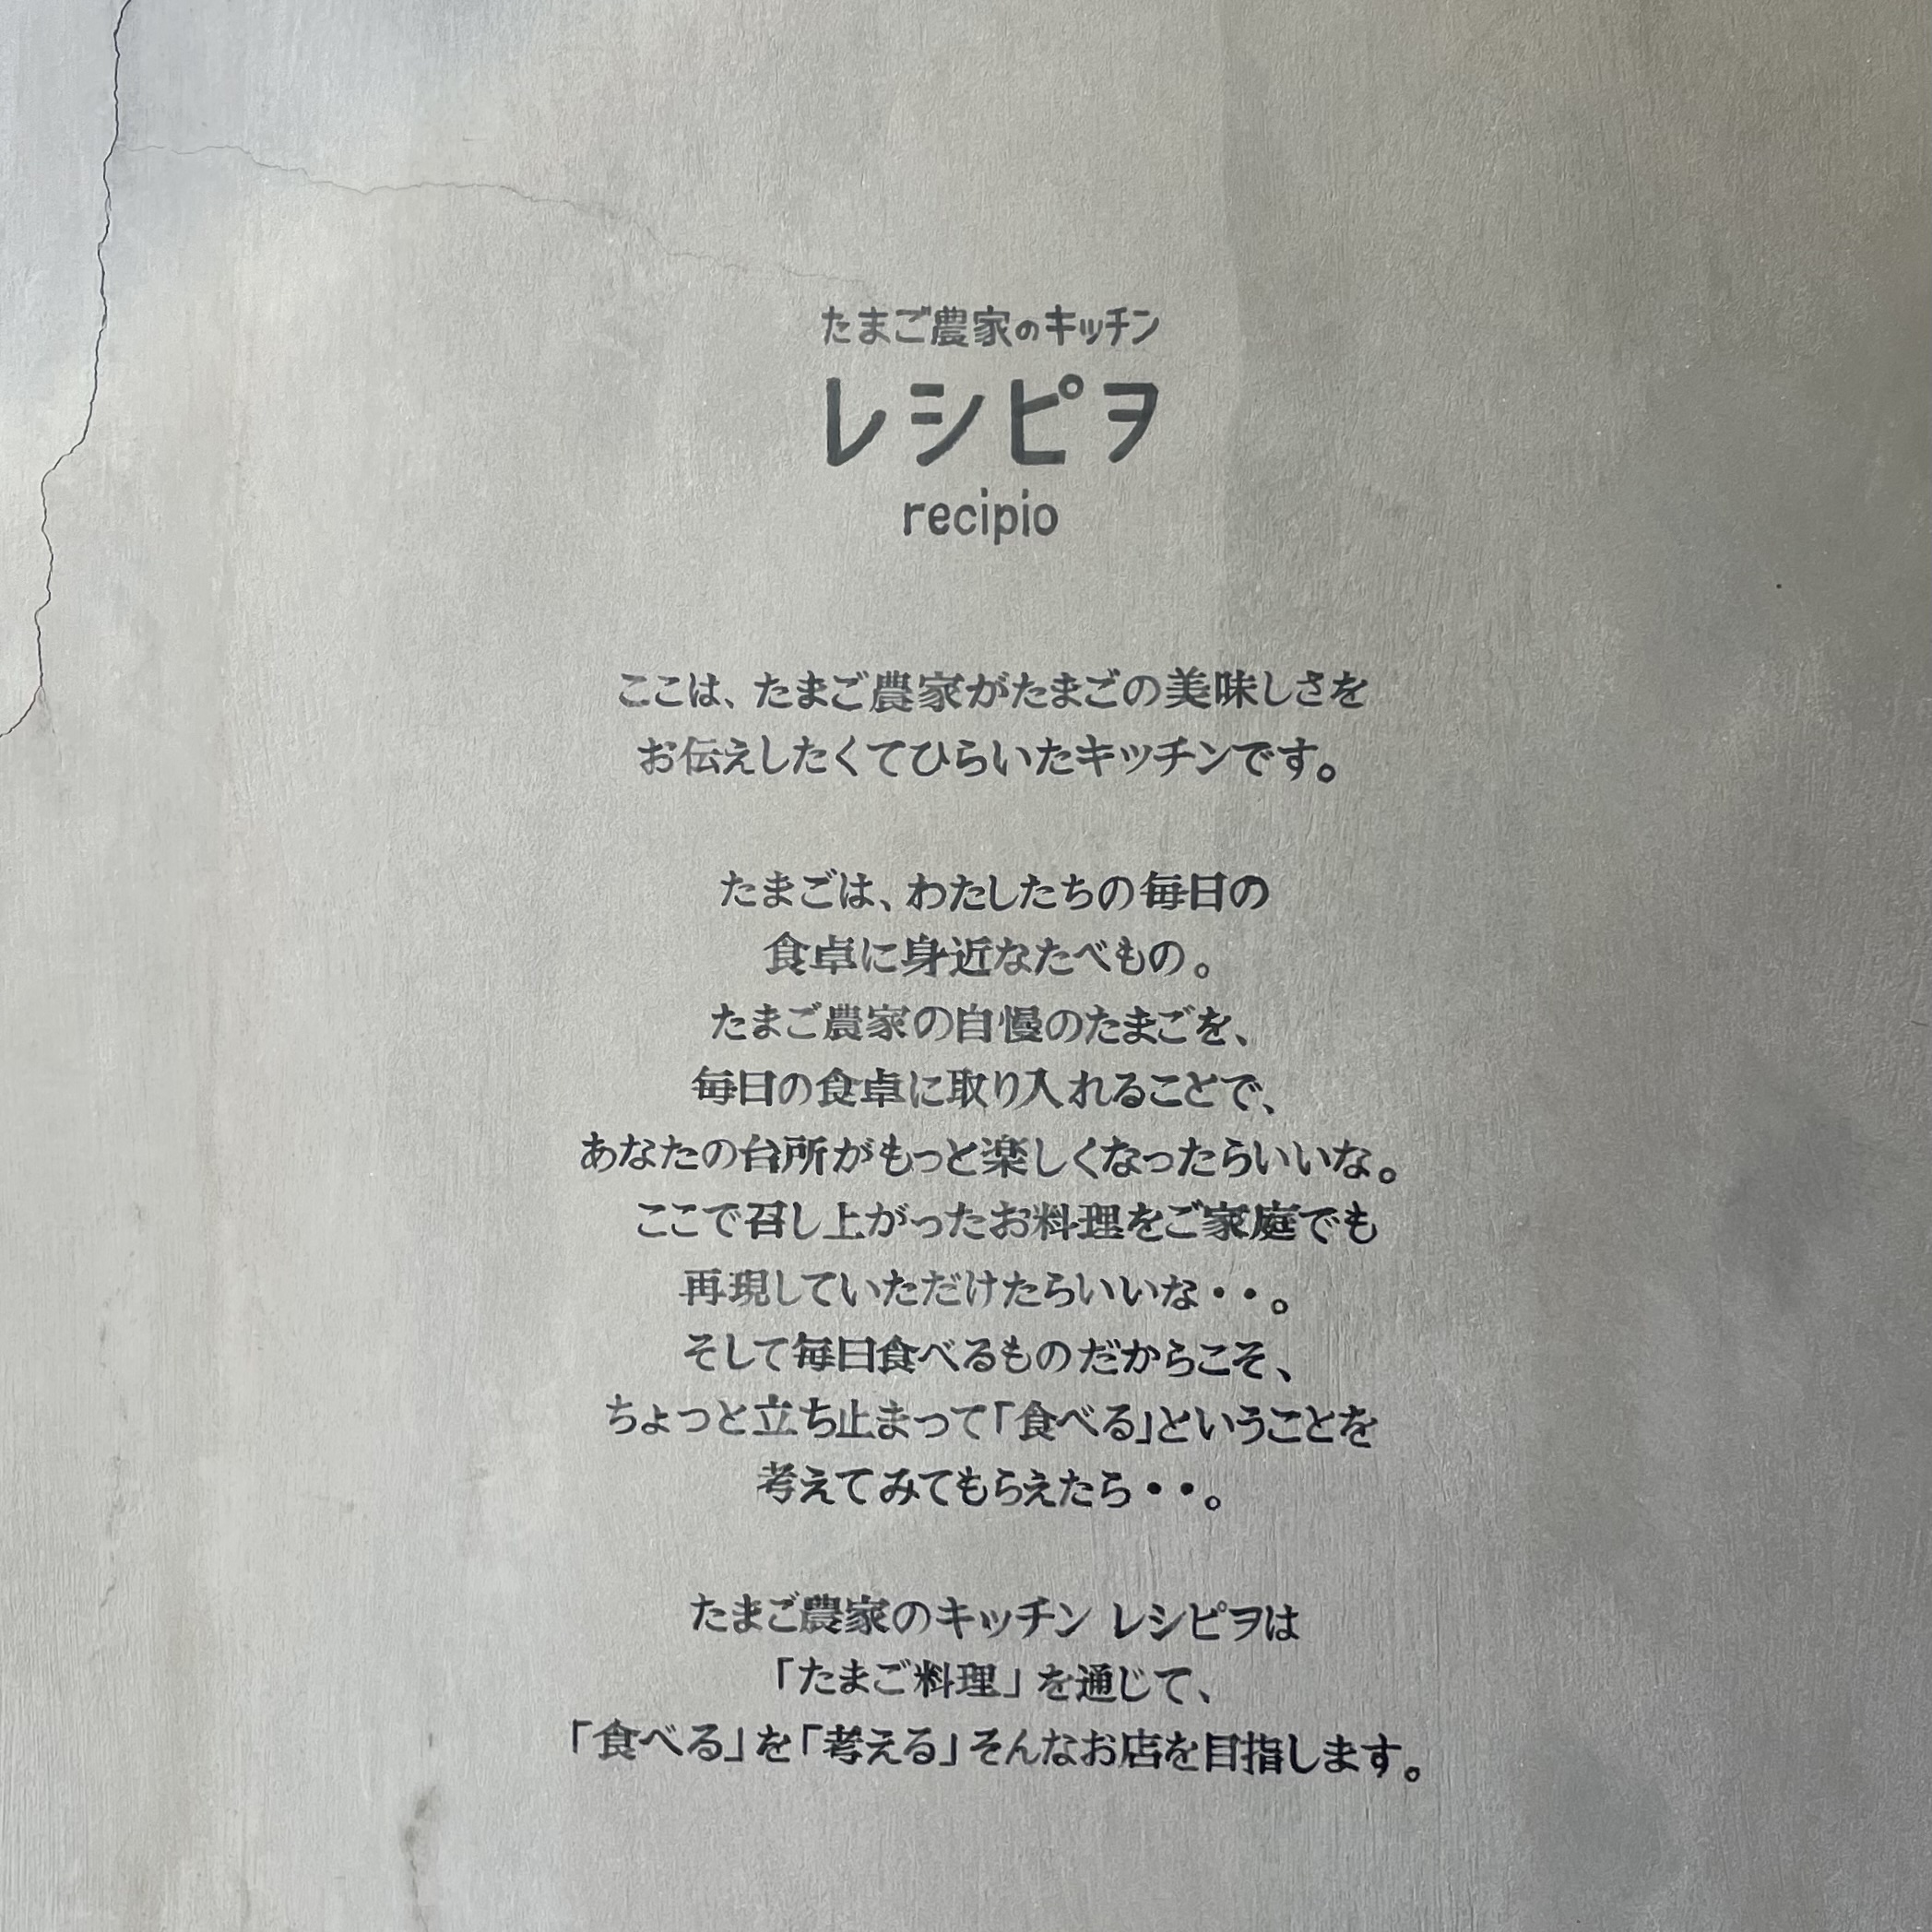 たまご農家のキッチン
レシピヲ
recipio
ここは、たまご農家がたまごの美味しさを
お伝えしたくてひらいたキッチンです。
たまごは、わたしたちの毎日の
食卓に身近なたべもの。
たまご農家の自慢のたまごを、
毎日の食卓に取り入れることで、
あなたの台所がもっと楽しくなったらいいな。
ここで召し上がったお料理をご家庭でも
再現していただけたらいいな・・。
そして毎日食べるものだからこそ、
ちょっと立ち止まって「食べる」ということを
考えてみてもらえたら・・。
たまご農家のキッチン レシピヲは
「たまご料理」を通じて、
「食べる」を「考える」そんなお店を目指します。